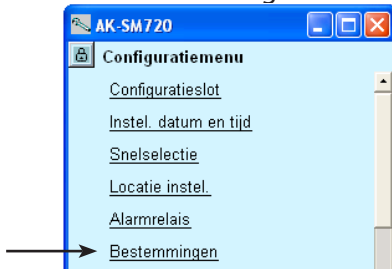 AK-SM720
Configuratiemenu
Configuratieslot
Instel. datum en tijd
Snelselectie
Locatie instel.
Alarmrelais
Bestemmingen